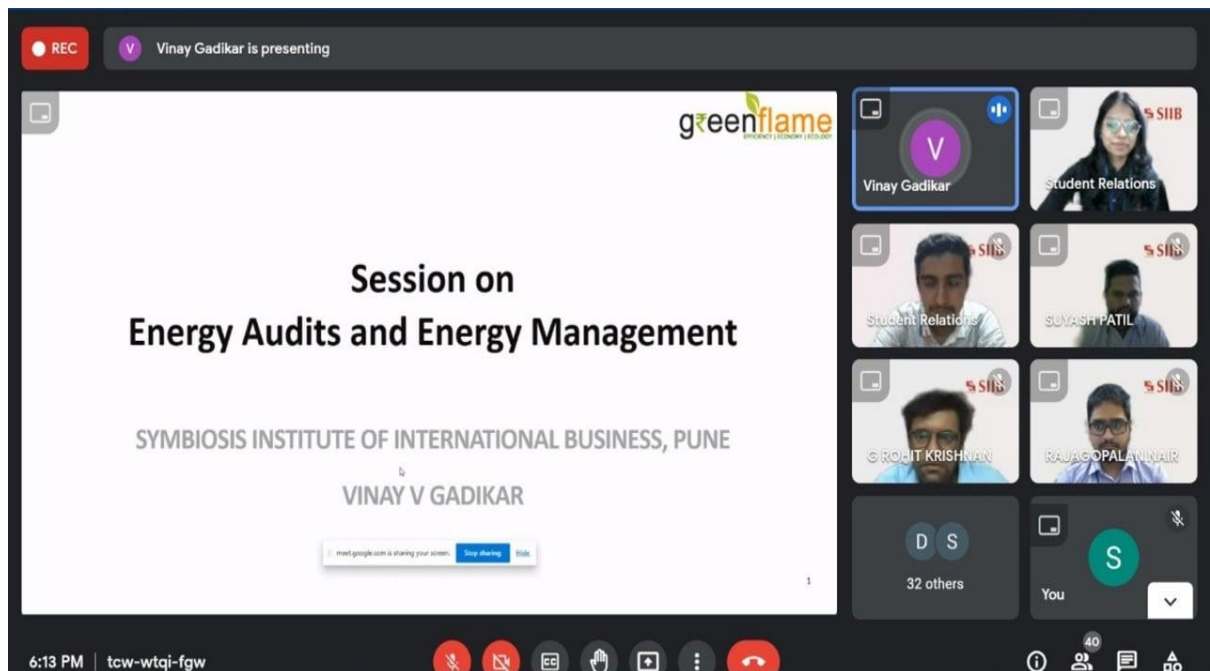 REC
V
Vinay Gadikar is presenting
g₹eenflame
EFFICIENCY | ECONOMY | ECOLOGY
Session on
Energy Audits and Energy Management
SYMBIOSIS INSTITUTE OF INTERNATIONAL BUSINESS, PUNE
VINAY V GADIKAR
meet.google.com is sharing your screen.
Stop sharing
Hide
1
V
Vinay Gadikar
SIIB
Student Relations
SIIB
Student Relations
SIIB
SUYASH PATIL
SIIB
G ROHIT KRISHNAN
SIIB
RAJAGOPALAN NAIR
D S
32 others
S
You
6:13 PM | tcw-wtqi-fgw
CC
40